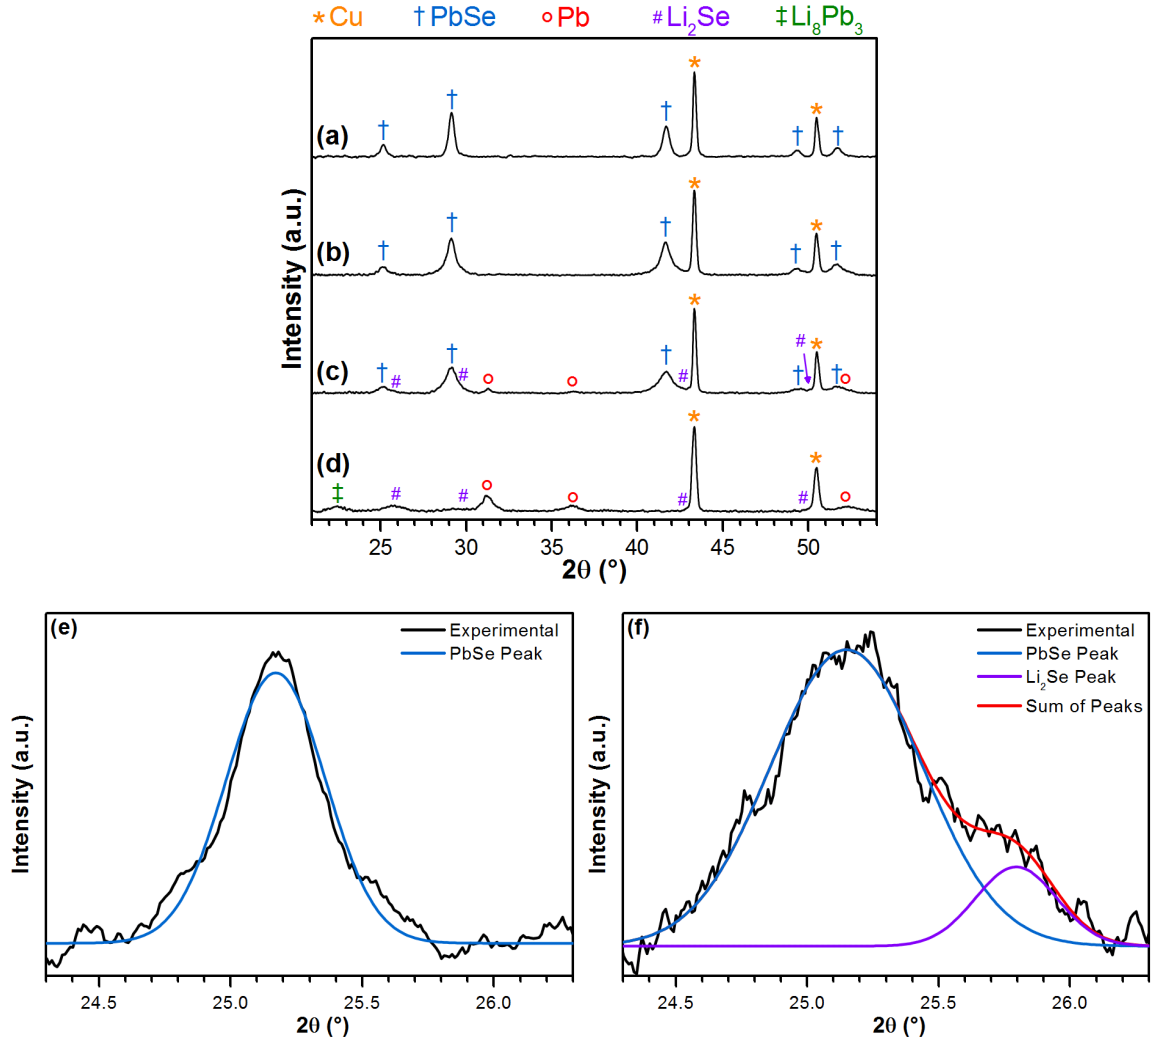 *Cu †PbSe oPb #Li₂Se ‡Li₈Pb₃
(a)
* † † † * † †
(b)
* † † † † * †
(c)
* # † † * † † # # o o # † † o
(d)
* * ‡ # # o o # # o
Intensity (a.u.)
25 30 35 40 45 50
2θ (°)
(e)
Experimental
PbSe Peak
Intensity (a.u.)
24.5 25.0 25.5 26.0
2θ (°)
(f)
Experimental
PbSe Peak
Li₂Se Peak
Sum of Peaks
Intensity (a.u.)
24.5 25.0 25.5 26.0
2θ (°)